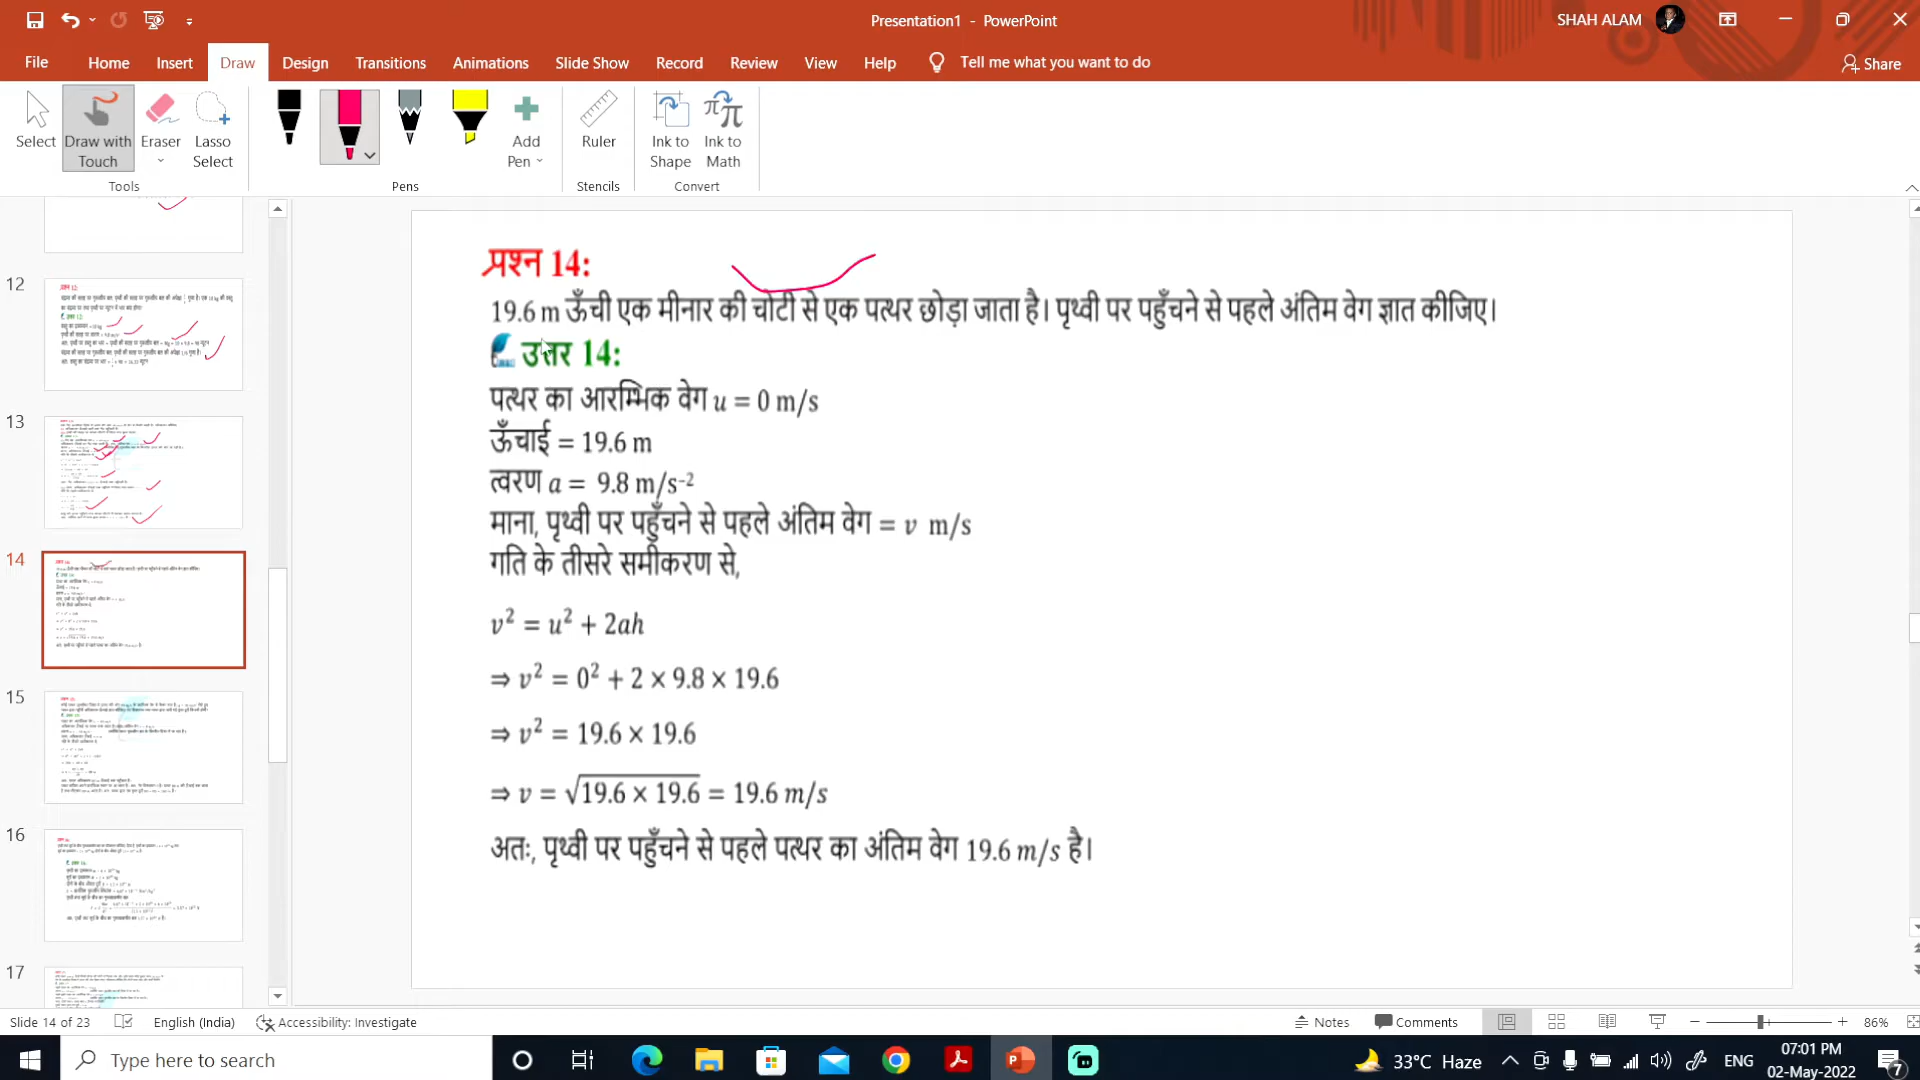 Presentation1 - PowerPoint
SHAH ALAM
File Home Insert Draw Design Transitions Animations Slide Show Record Review View Help Tell me what you want to do
Share
Select
Draw with Touch
Eraser
Lasso Select
Add Pen
Ruler
Ink to Shape
Ink to Math
Tools
Pens
Stencils
Convert
12
13
14
15
16
17
प्रश्न 14:
19.6 m ऊँची एक मीनार की चोटी से एक पत्थर छोड़ा जाता है। पृथ्वी पर पहुँचने से पहले अंतिम वेग ज्ञात कीजिए।
उत्तर 14:
पत्थर का आरम्भिक वेग u = 0 m/s
ऊँचाई = 19.6 m
त्वरण a = 9.8 m/s⁻²
माना, पृथ्वी पर पहुँचने से पहले अंतिम वेग = v m/s
गति के तीसरे समीकरण से,
v² = u² + 2ah
⇒ v² = 0² + 2 × 9.8 × 19.6
⇒ v² = 19.6 × 19.6
⇒ v = √19.6 × 19.6 = 19.6 m/s
अतः, पृथ्वी पर पहुँचने से पहले पत्थर का अंतिम वेग 19.6 m/s है।
Slide 14 of 23
English (India)
Accessibility: Investigate
Notes
Comments
86%
Type here to search
33°C Haze
ENG
07:01 PM
02-May-2022
7